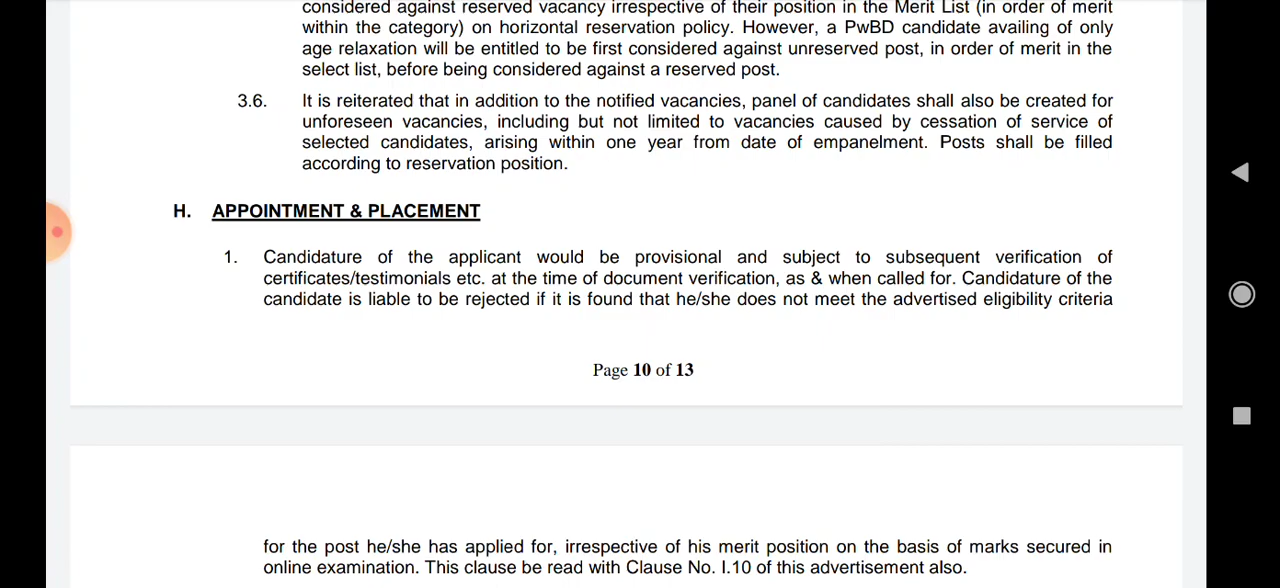 considered against reserved vacancy irrespective of their position in the Merit List (in order of merit
within the category) on horizontal reservation policy. However, a PwBD candidate availing of only
age relaxation will be entitled to be first considered against unreserved post, in order of merit in the
select list, before being considered against a reserved post.
3.6. It is reiterated that in addition to the notified vacancies, panel of candidates shall also be created for
unforeseen vacancies, including but not limited to vacancies caused by cessation of service of
selected candidates, arising within one year from date of empanelment. Posts shall be filled
according to reservation position.
H. APPOINTMENT & PLACEMENT
1. Candidature of the applicant would be provisional and subject to subsequent verification of
certificates/testimonials etc. at the time of document verification, as & when called for. Candidature of the
candidate is liable to be rejected if it is found that he/she does not meet the advertised eligibility criteria
Page 10 of 13
for the post he/she has applied for, irrespective of his merit position on the basis of marks secured in
online examination. This clause be read with Clause No. I.10 of this advertisement also.